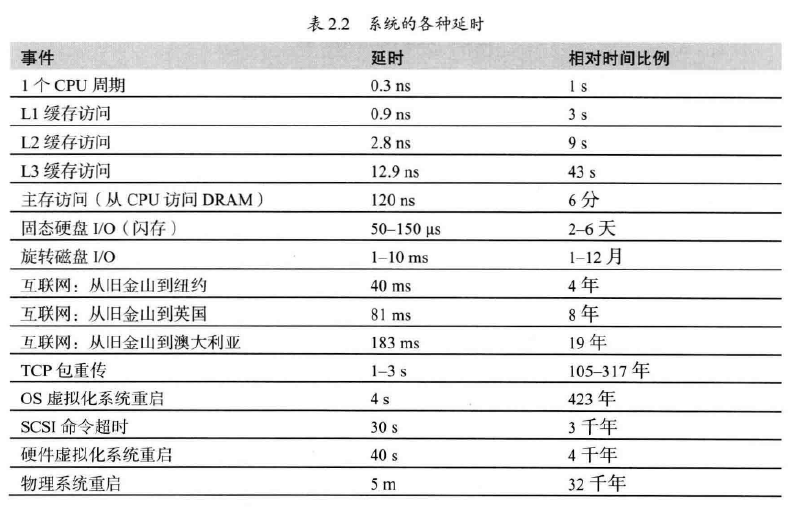 表 2.2 系统的各种延时
事件 延时 相对时间比例
1 个 CPU 周期 0.3 ns 1 s
L1 缓存访问 0.9 ns 3 s
L2 缓存访问 2.8 ns 9 s
L3 缓存访问 12.9 ns 43 s
主存访问（从 CPU 访问 DRAM） 120 ns 6 分
固态硬盘 I/O（闪存） 50–150 μs 2–6 天
旋转磁盘 I/O 1–10 ms 1–12 月
互联网：从旧金山到纽约 40 ms 4 年
互联网：从旧金山到英国 81 ms 8 年
互联网：从旧金山到澳大利亚 183 ms 19 年
TCP 包重传 1–3 s 105–317 年
OS 虚拟化系统重启 4 s 423 年
SCSI 命令超时 30 s 3 千年
硬件虚拟化系统重启 40 s 4 千年
物理系统重启 5 m 32 千年